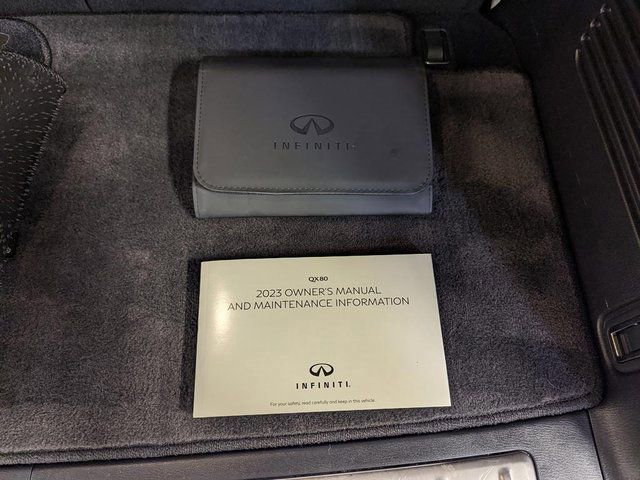 INFINITI
QX80
2023 OWNER'S MANUAL
AND MAINTENANCE INFORMATION
INFINITI.
For your safety, read carefully and keep in this vehicle.